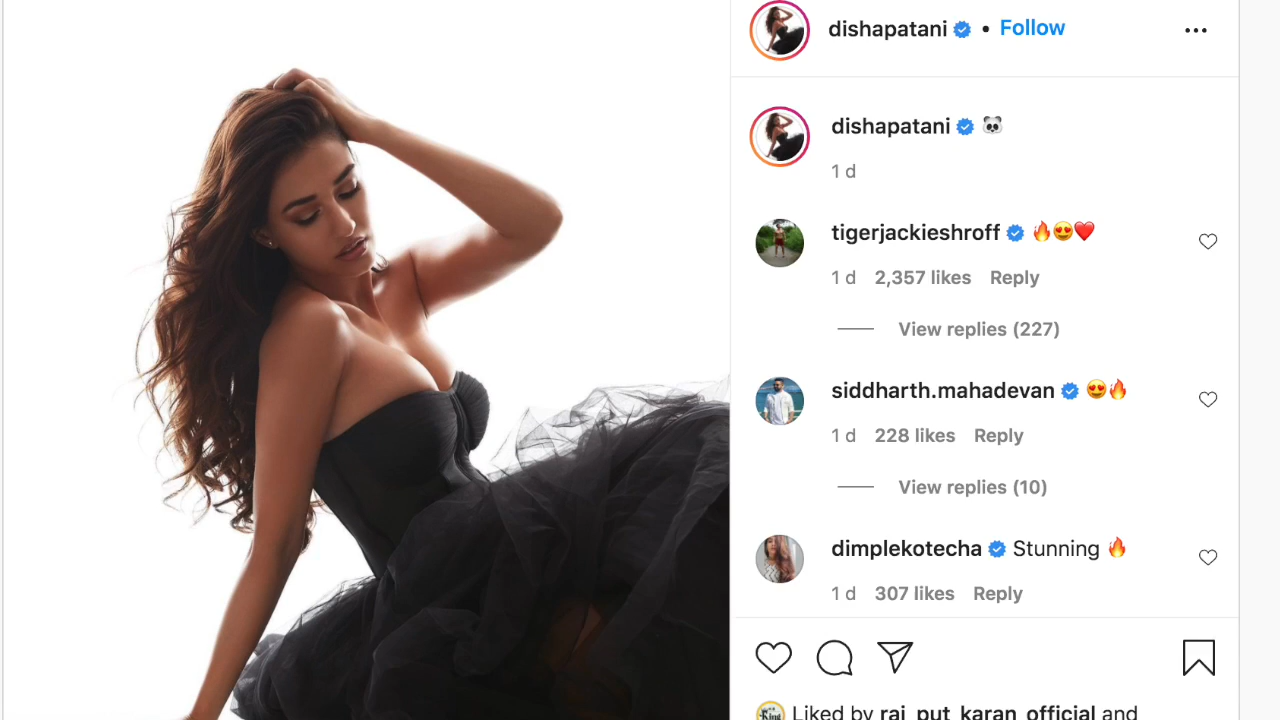 dishapatani • Follow
dishapatani 🐼
1 d
tigerjackieshroff 🔥😍❤️
1 d 2,357 likes Reply
View replies (227)
siddharth.mahadevan 😍🔥
1 d 228 likes Reply
View replies (10)
dimplekotecha Stunning 🔥
1 d 307 likes Reply
Liked by raj_put_karan_official and